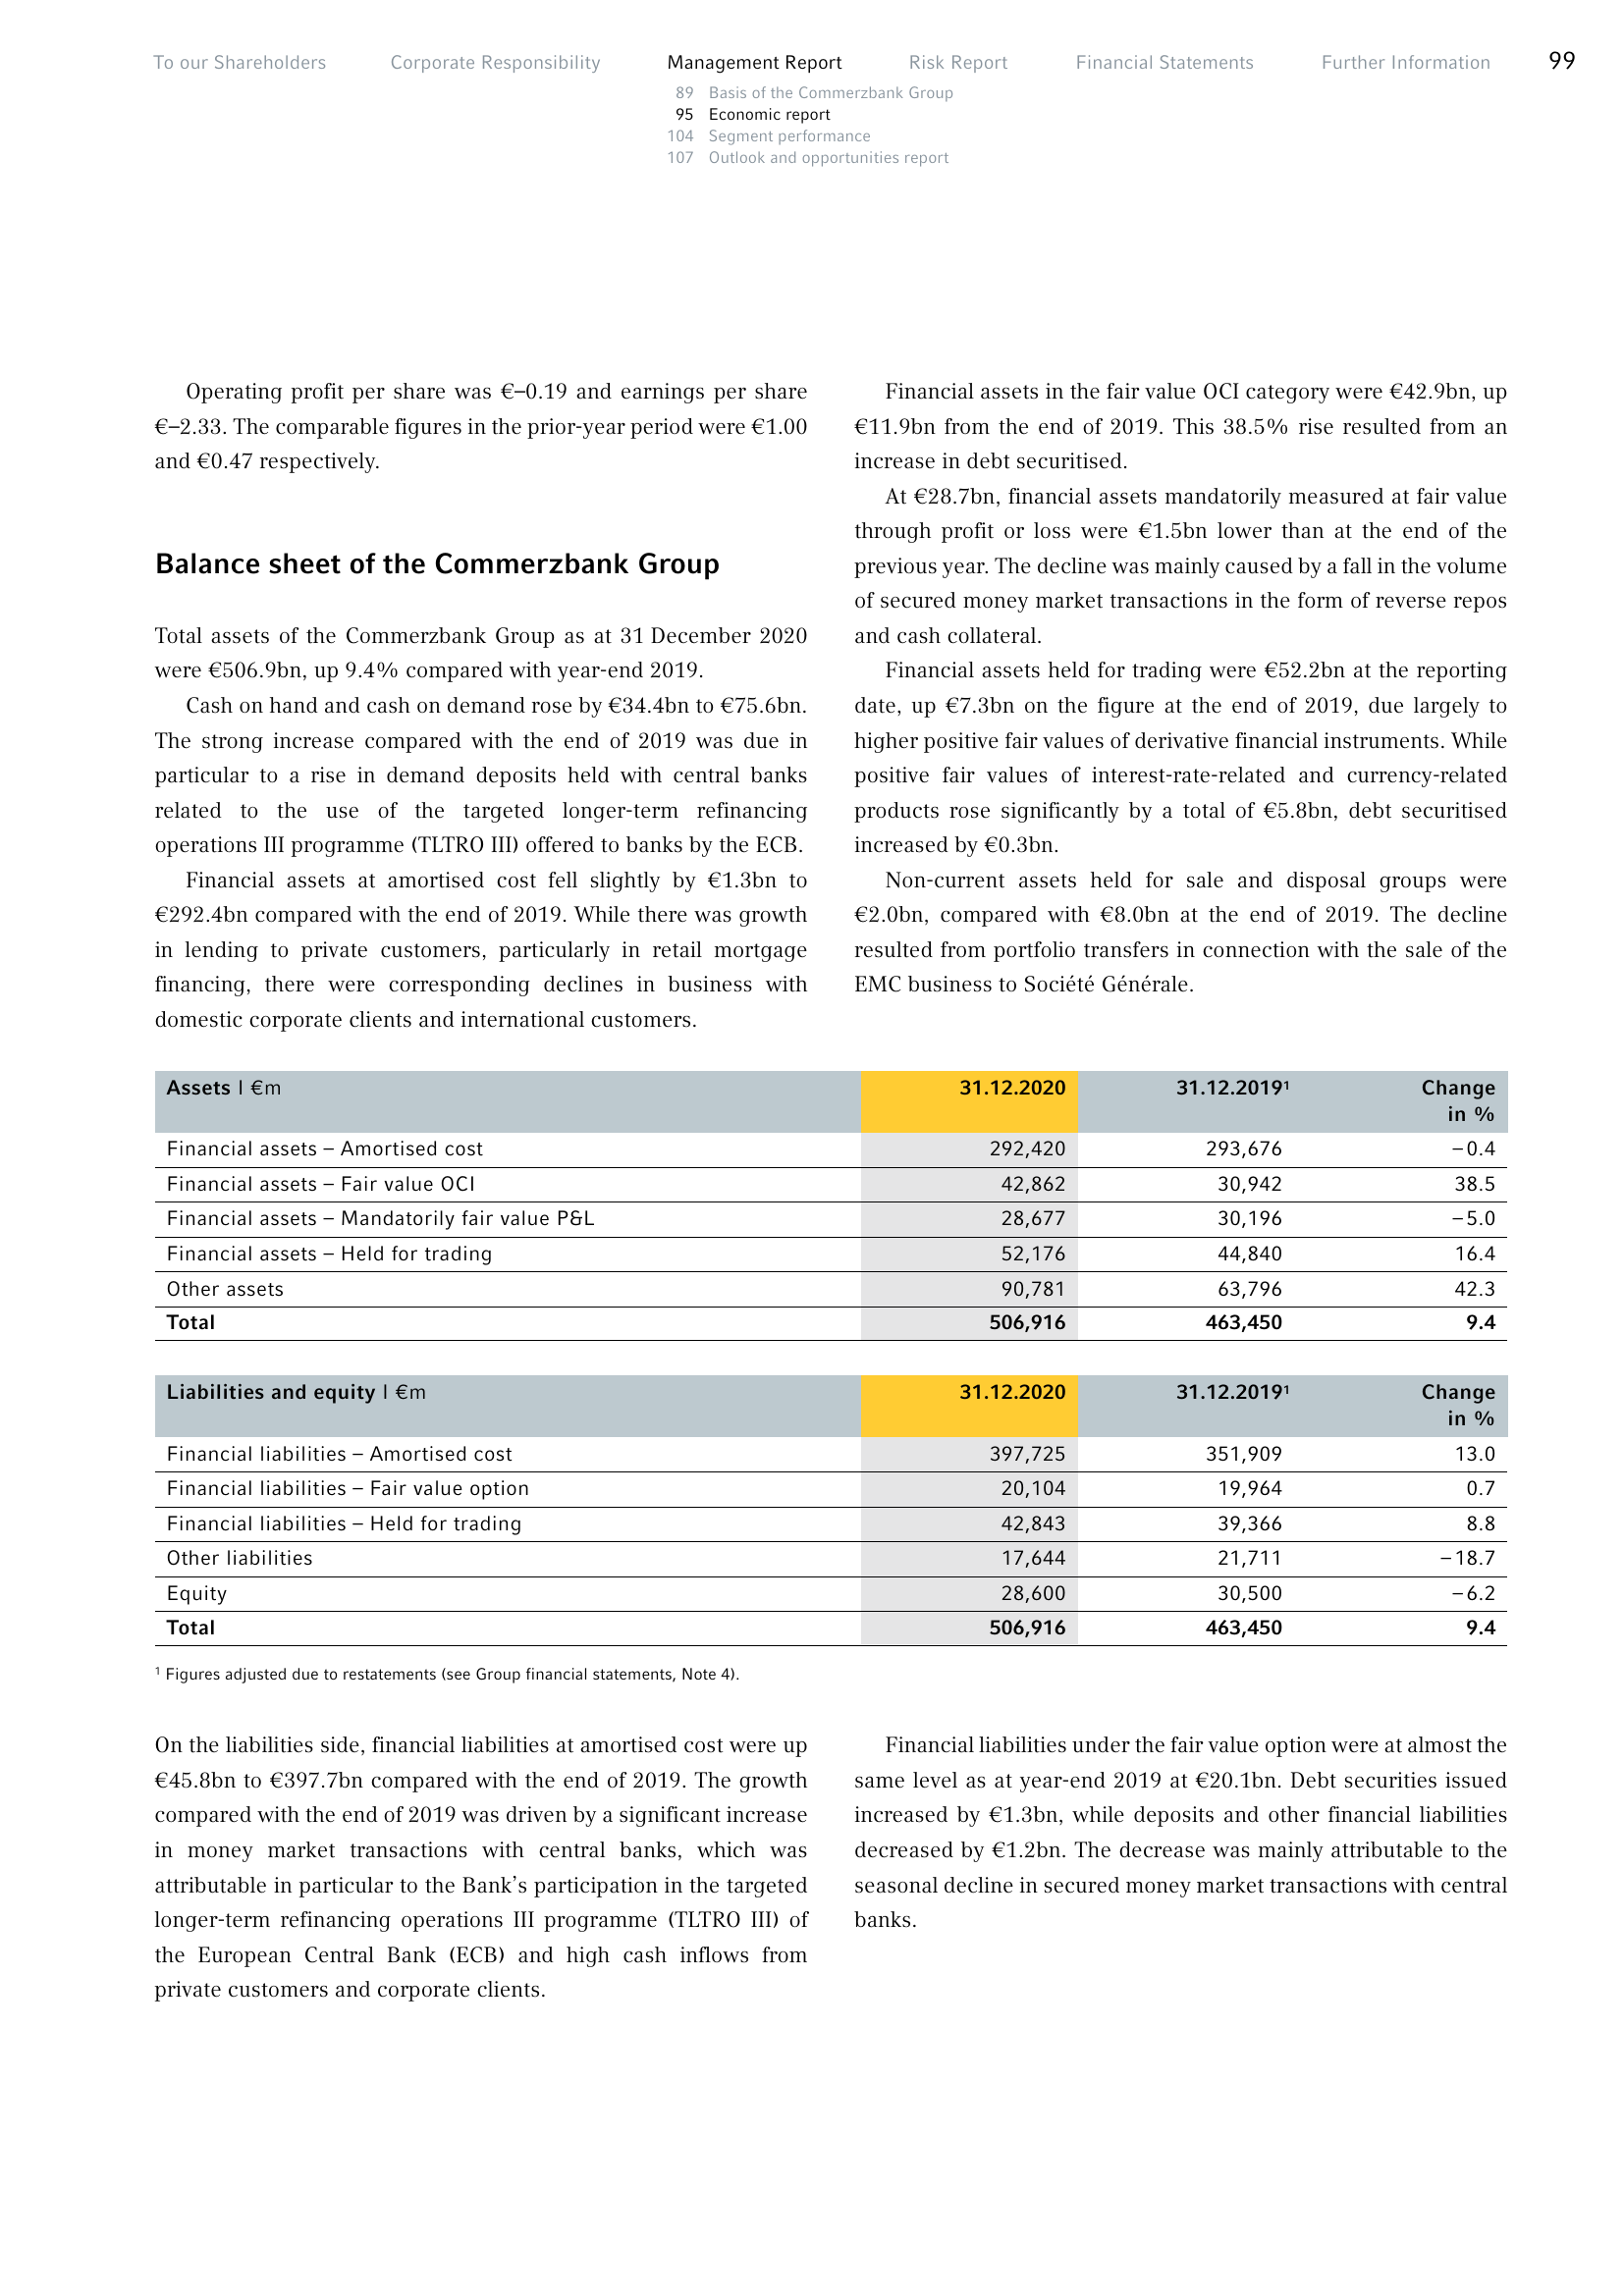 To our Shareholders Corporate Responsibility Management Report Risk Report Financial Statements Further Information 99
89 Basis of the Commerzbank Group
95 Economic report
104 Segment performance
107 Outlook and opportunities report
Operating profit per share was €–0.19 and earnings per share
€–2.33. The comparable figures in the prior-year period were €1.00
and €0.47 respectively.
Balance sheet of the Commerzbank Group
Total assets of the Commerzbank Group as at 31 December 2020
were €506.9bn, up 9.4% compared with year-end 2019.
Cash on hand and cash on demand rose by €34.4bn to €75.6bn.
The strong increase compared with the end of 2019 was due in
particular to a rise in demand deposits held with central banks
related to the use of the targeted longer-term refinancing
operations III programme (TLTRO III) offered to banks by the ECB.
Financial assets at amortised cost fell slightly by €1.3bn to
€292.4bn compared with the end of 2019. While there was growth
in lending to private customers, particularly in retail mortgage
financing, there were corresponding declines in business with
domestic corporate clients and international customers.
Financial assets in the fair value OCI category were €42.9bn, up
€11.9bn from the end of 2019. This 38.5% rise resulted from an
increase in debt securitised.
At €28.7bn, financial assets mandatorily measured at fair value
through profit or loss were €1.5bn lower than at the end of the
previous year. The decline was mainly caused by a fall in the volume
of secured money market transactions in the form of reverse repos
and cash collateral.
Financial assets held for trading were €52.2bn at the reporting
date, up €7.3bn on the figure at the end of 2019, due largely to
higher positive fair values of derivative financial instruments. While
positive fair values of interest-rate-related and currency-related
products rose significantly by a total of €5.8bn, debt securitised
increased by €0.3bn.
Non-current assets held for sale and disposal groups were
€2.0bn, compared with €8.0bn at the end of 2019. The decline
resulted from portfolio transfers in connection with the sale of the
EMC business to Société Générale.
Assets | €m 31.12.2020 31.12.2019¹ Change
in %
Financial assets – Amortised cost 292,420 293,676 –0.4
Financial assets – Fair value OCI 42,862 30,942 38.5
Financial assets – Mandatorily fair value P&L 28,677 30,196 –5.0
Financial assets – Held for trading 52,176 44,840 16.4
Other assets 90,781 63,796 42.3
Total 506,916 463,450 9.4
Liabilities and equity | €m 31.12.2020 31.12.2019¹ Change
in %
Financial liabilities – Amortised cost 397,725 351,909 13.0
Financial liabilities – Fair value option 20,104 19,964 0.7
Financial liabilities – Held for trading 42,843 39,366 8.8
Other liabilities 17,644 21,711 –18.7
Equity 28,600 30,500 –6.2
Total 506,916 463,450 9.4
¹ Figures adjusted due to restatements (see Group financial statements, Note 4).
On the liabilities side, financial liabilities at amortised cost were up
€45.8bn to €397.7bn compared with the end of 2019. The growth
compared with the end of 2019 was driven by a significant increase
in money market transactions with central banks, which was
attributable in particular to the Bank's participation in the targeted
longer-term refinancing operations III programme (TLTRO III) of
the European Central Bank (ECB) and high cash inflows from
private customers and corporate clients.
Financial liabilities under the fair value option were at almost the
same level as at year-end 2019 at €20.1bn. Debt securities issued
increased by €1.3bn, while deposits and other financial liabilities
decreased by €1.2bn. The decrease was mainly attributable to the
seasonal decline in secured money market transactions with central
banks.